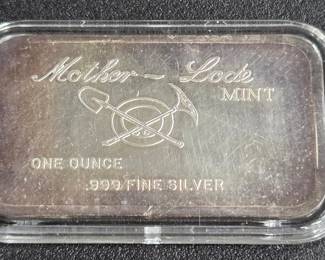 Mother-Lode
MINT
ONE OUNCE
.999 FINE SILVER